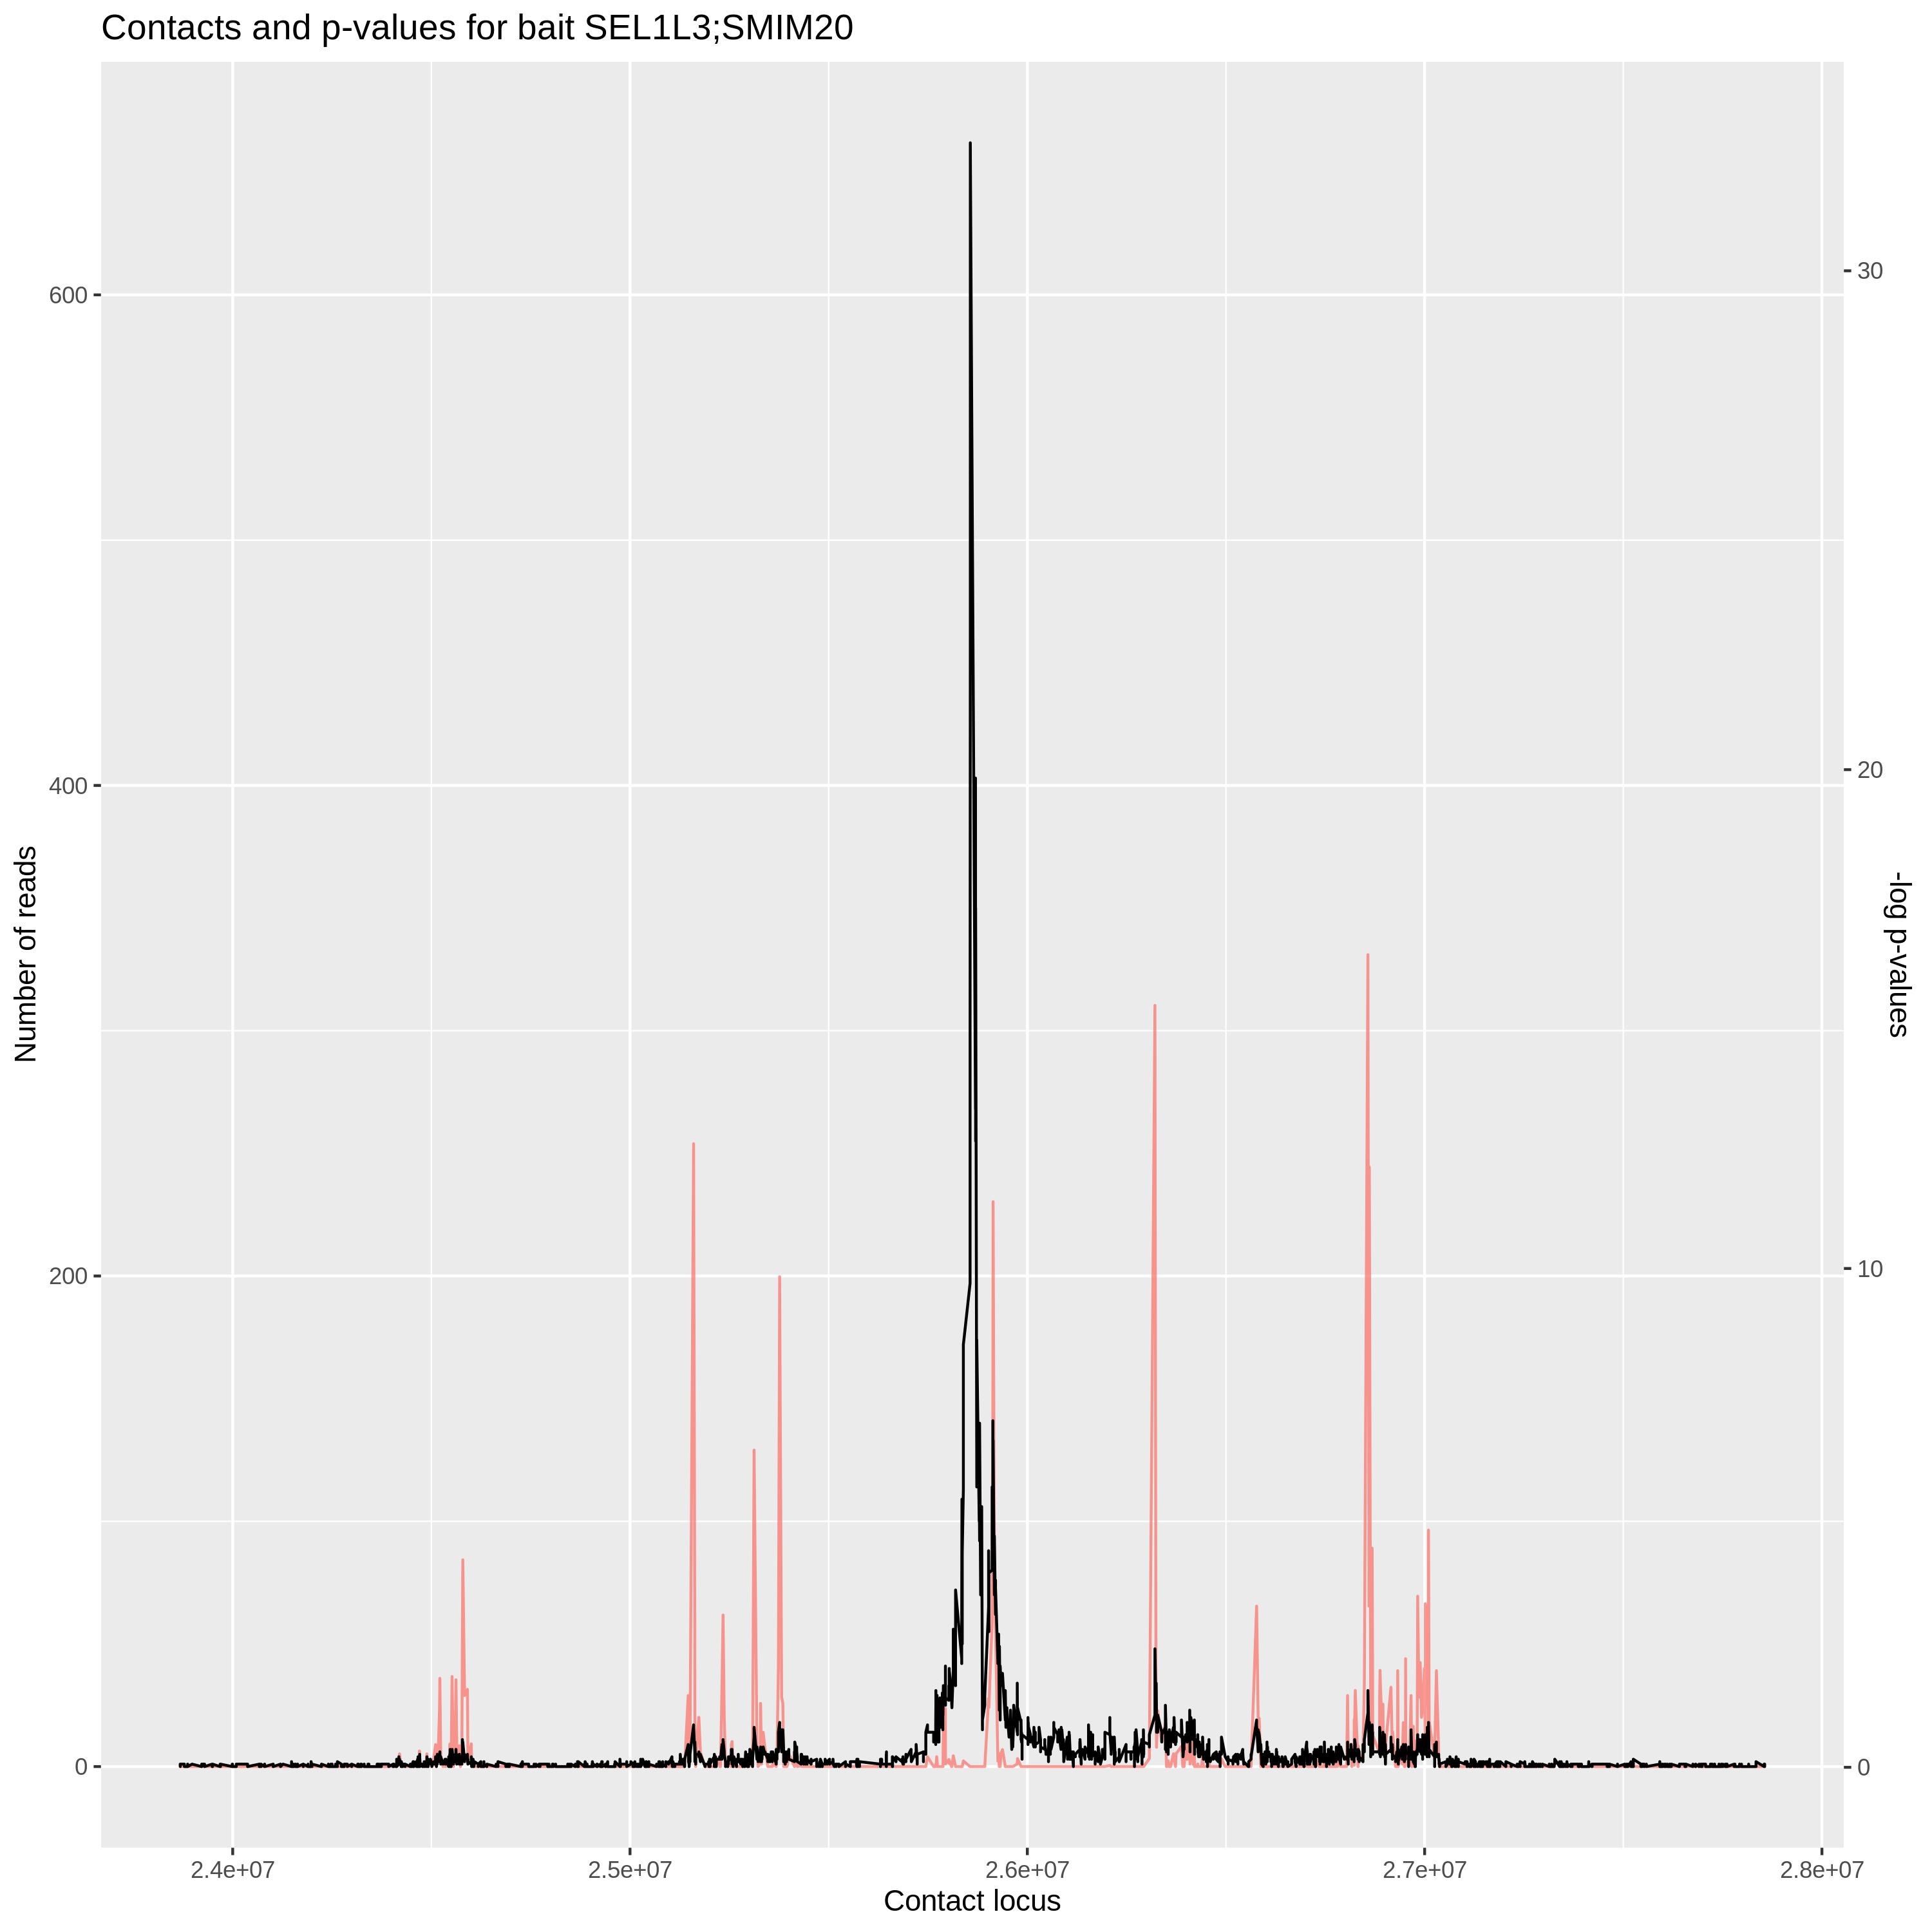 Contacts and p-values for bait SEL1L3;SMIM20
Number of reads
600
400
200
0
30
20
10
0
-log p-values
2.4e+07
2.5e+07
2.6e+07
2.7e+07
2.8e+07
Contact locus